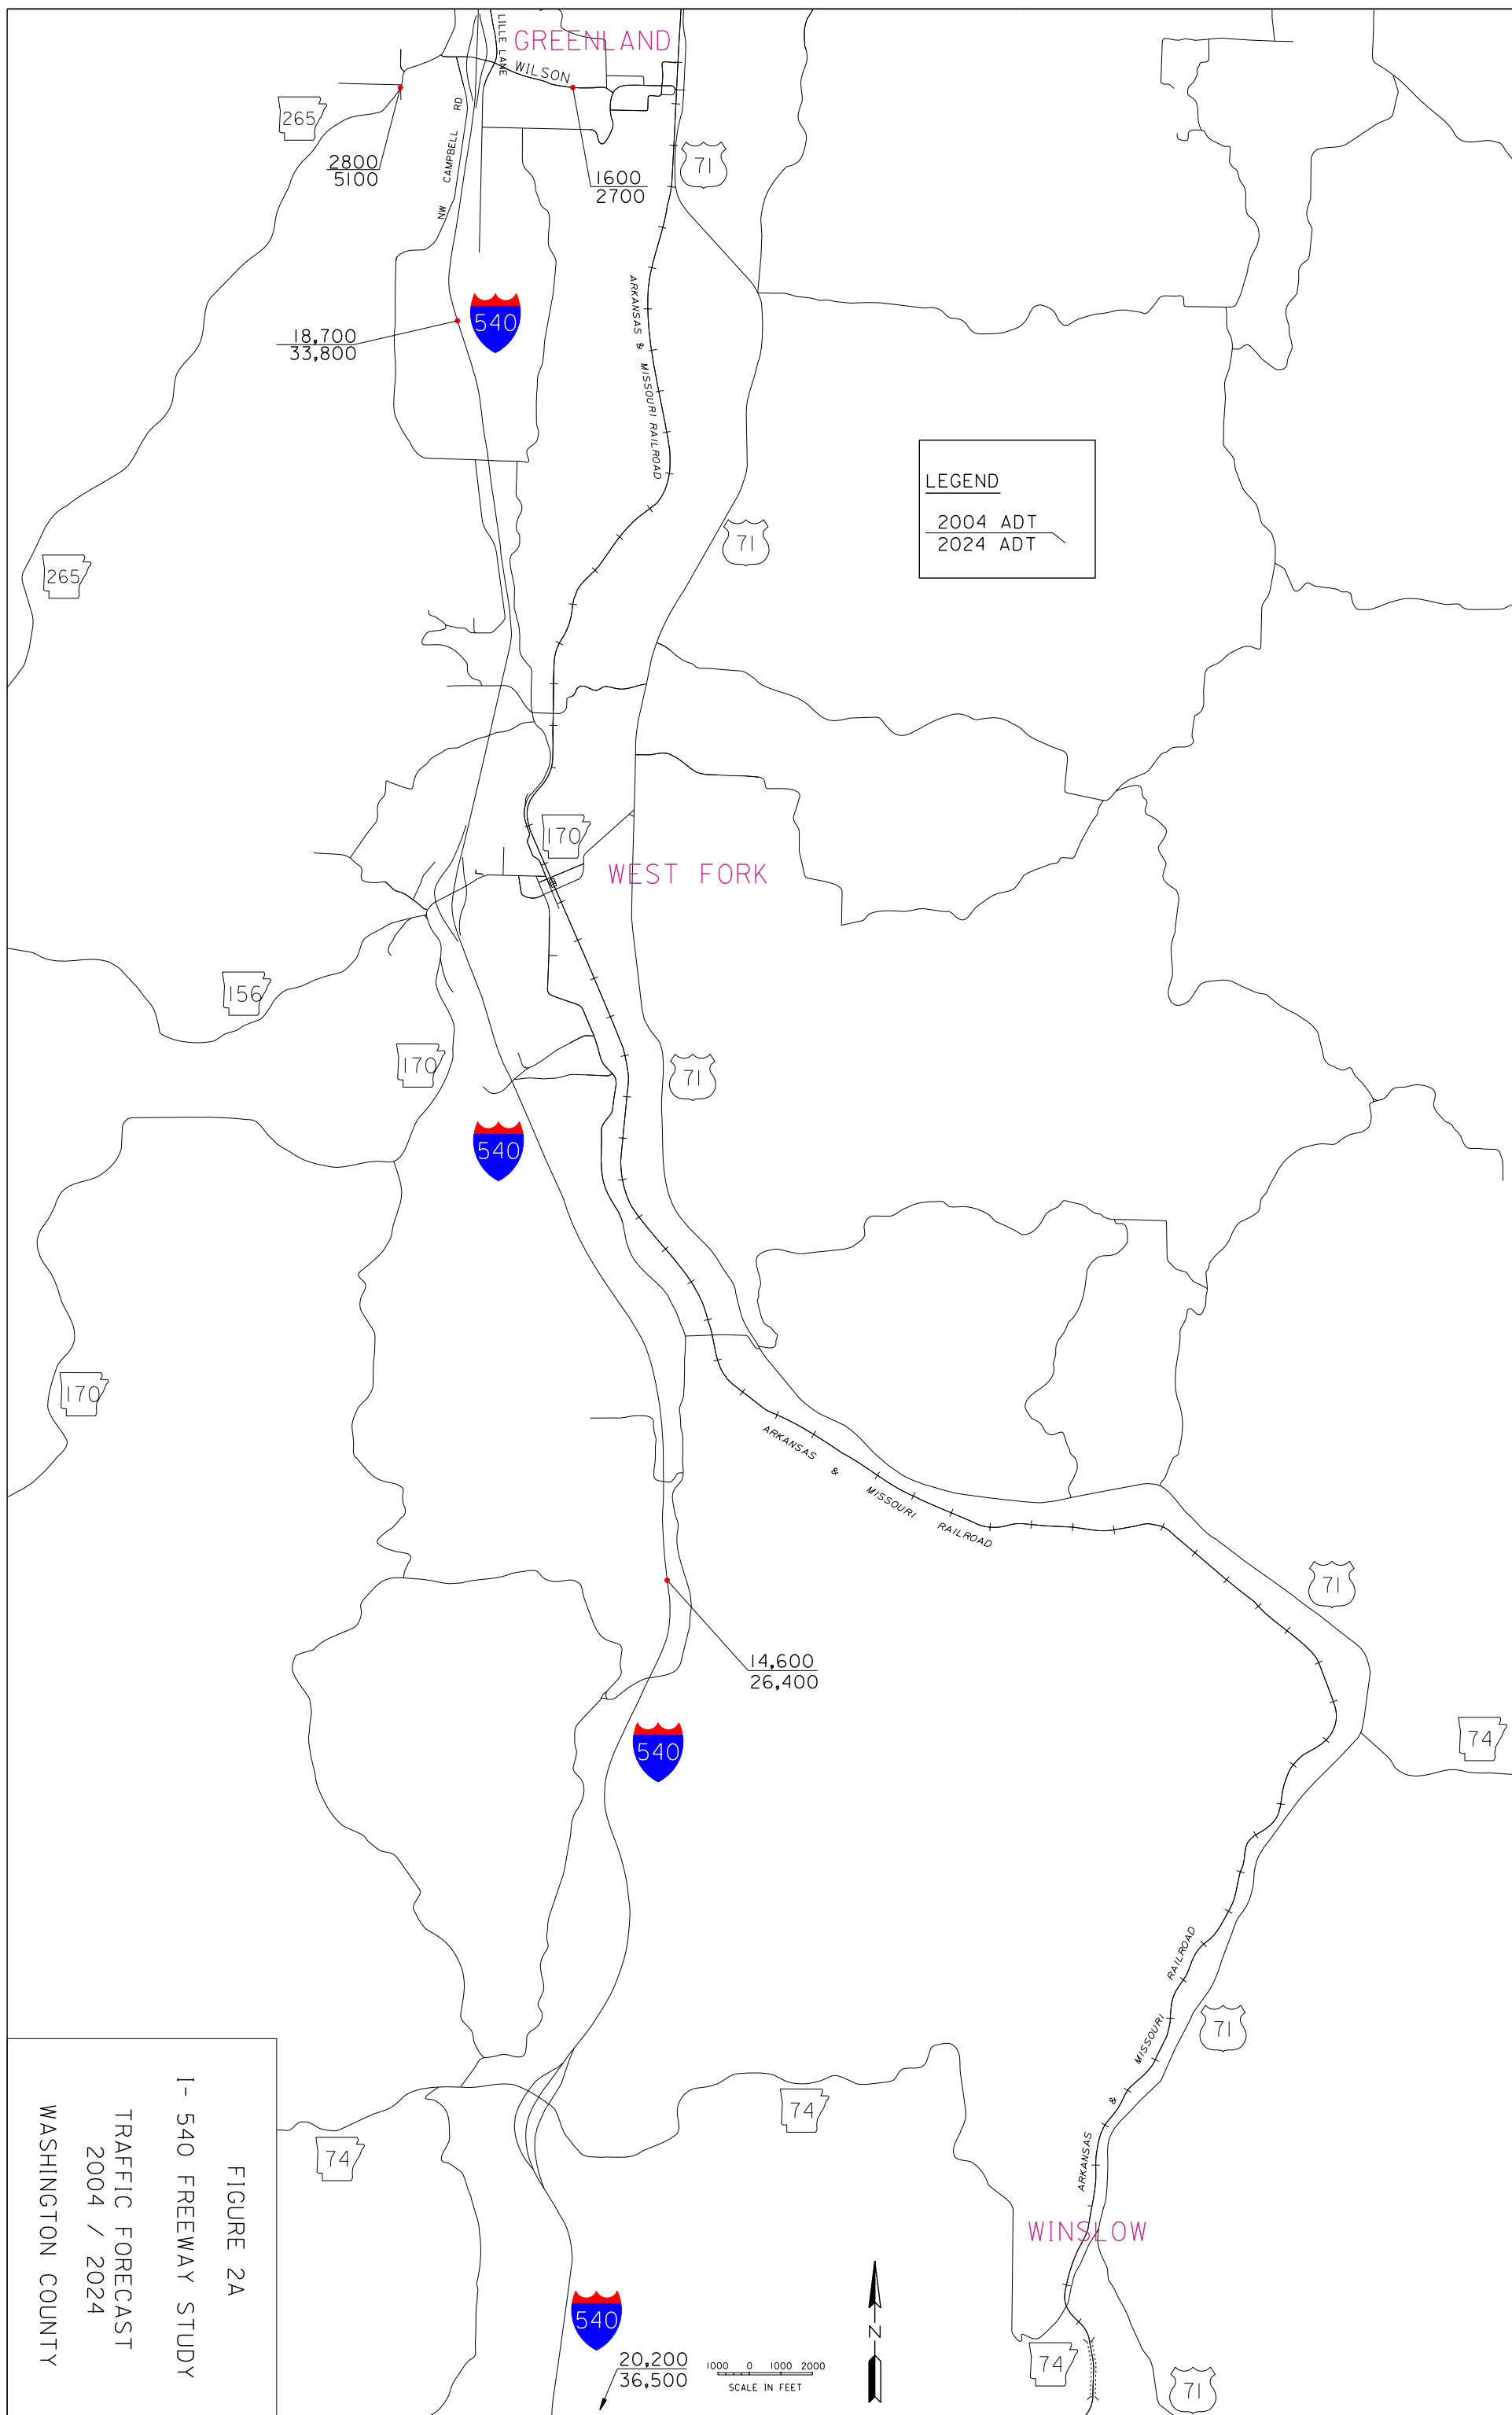 GREENLAND
LILLE LANE
WILSON
265
NW CAMPBELL RD
2800
5100
1600
2700
71
540
18,700
33,800
ARKANSAS & MISSOURI RAILROAD
LEGEND
2004 ADT
2024 ADT
71
265
170
WEST FORK
156
170
71
540
170
ARKANSAS & MISSOURI RAILROAD
71
14,600
26,400
540
74
ARKANSAS & MISSOURI RAILROAD
71
74
74
WINSLOW
540
20,200
36,500
1000 0 1000 2000
SCALE IN FEET
N
74
71
FIGURE 2A
I- 540 FREEWAY STUDY
TRAFFIC FORECAST
2004 / 2024
WASHINGTON COUNTY